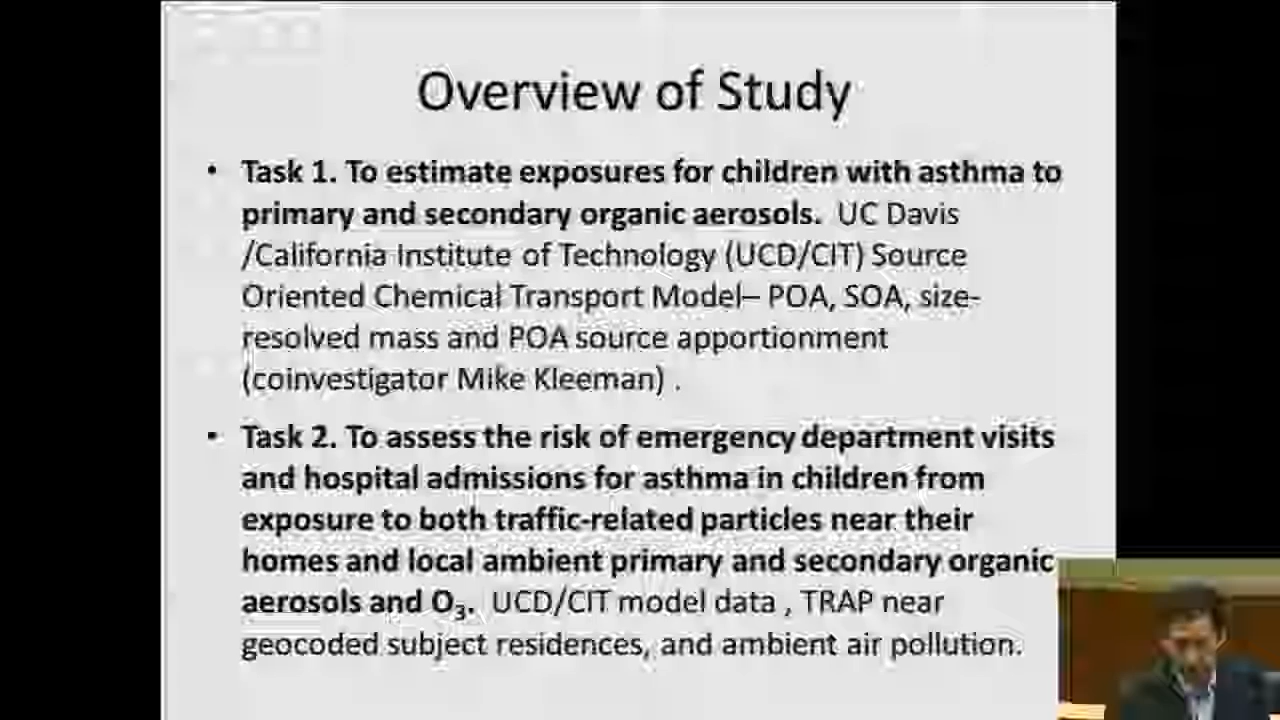 Overview of Study
• Task 1. To estimate exposures for children with asthma to
primary and secondary organic aerosols. UC Davis
/California Institute of Technology (UCD/CIT) Source
Oriented Chemical Transport Model– POA, SOA, size-
resolved mass and POA source apportionment
(coinvestigator Mike Kleeman) .
• Task 2. To assess the risk of emergency department visits
and hospital admissions for asthma in children from
exposure to both traffic-related particles near their
homes and local ambient primary and secondary organic
aerosols and O₃. UCD/CIT model data , TRAP near
geocoded subject residences, and ambient air pollution.